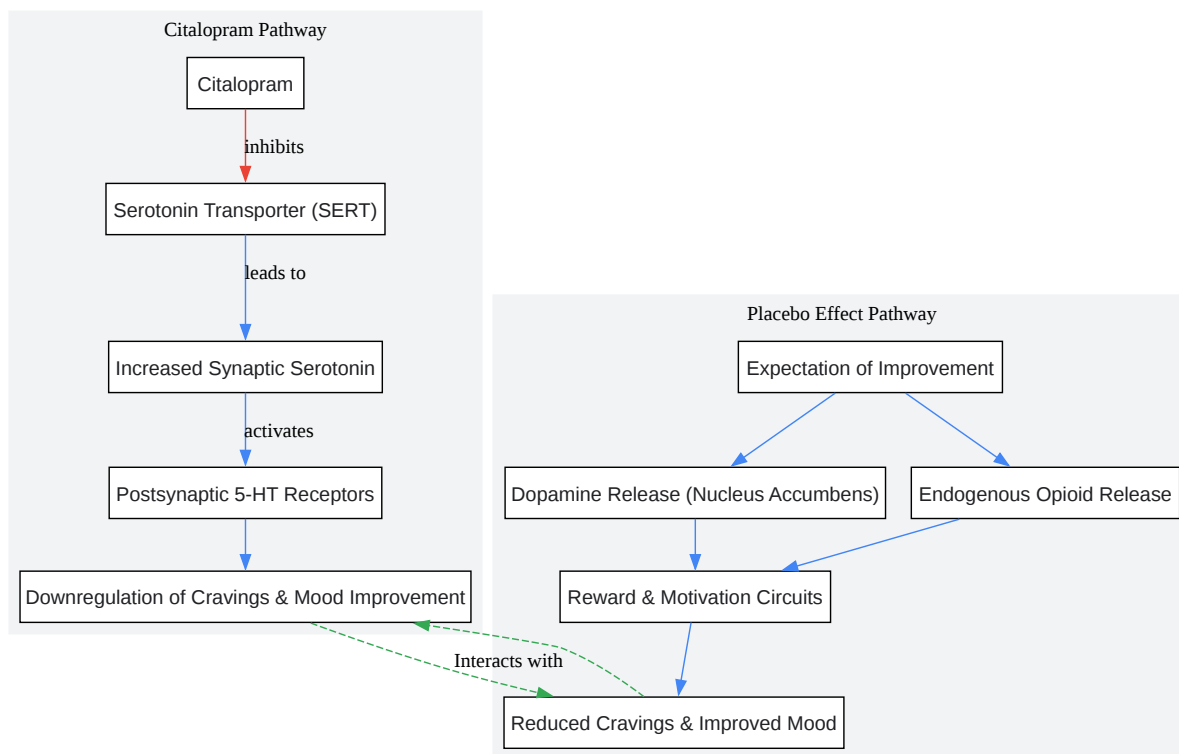 Citalopram Pathway
Citalopram
inhibits
Serotonin Transporter (SERT)
leads to
Increased Synaptic Serotonin
activates
Postsynaptic 5-HT Receptors
Downregulation of Cravings & Mood Improvement
Placebo Effect Pathway
Expectation of Improvement
Dopamine Release (Nucleus Accumbens)
Endogenous Opioid Release
Reward & Motivation Circuits
Interacts with
Reduced Cravings & Improved Mood